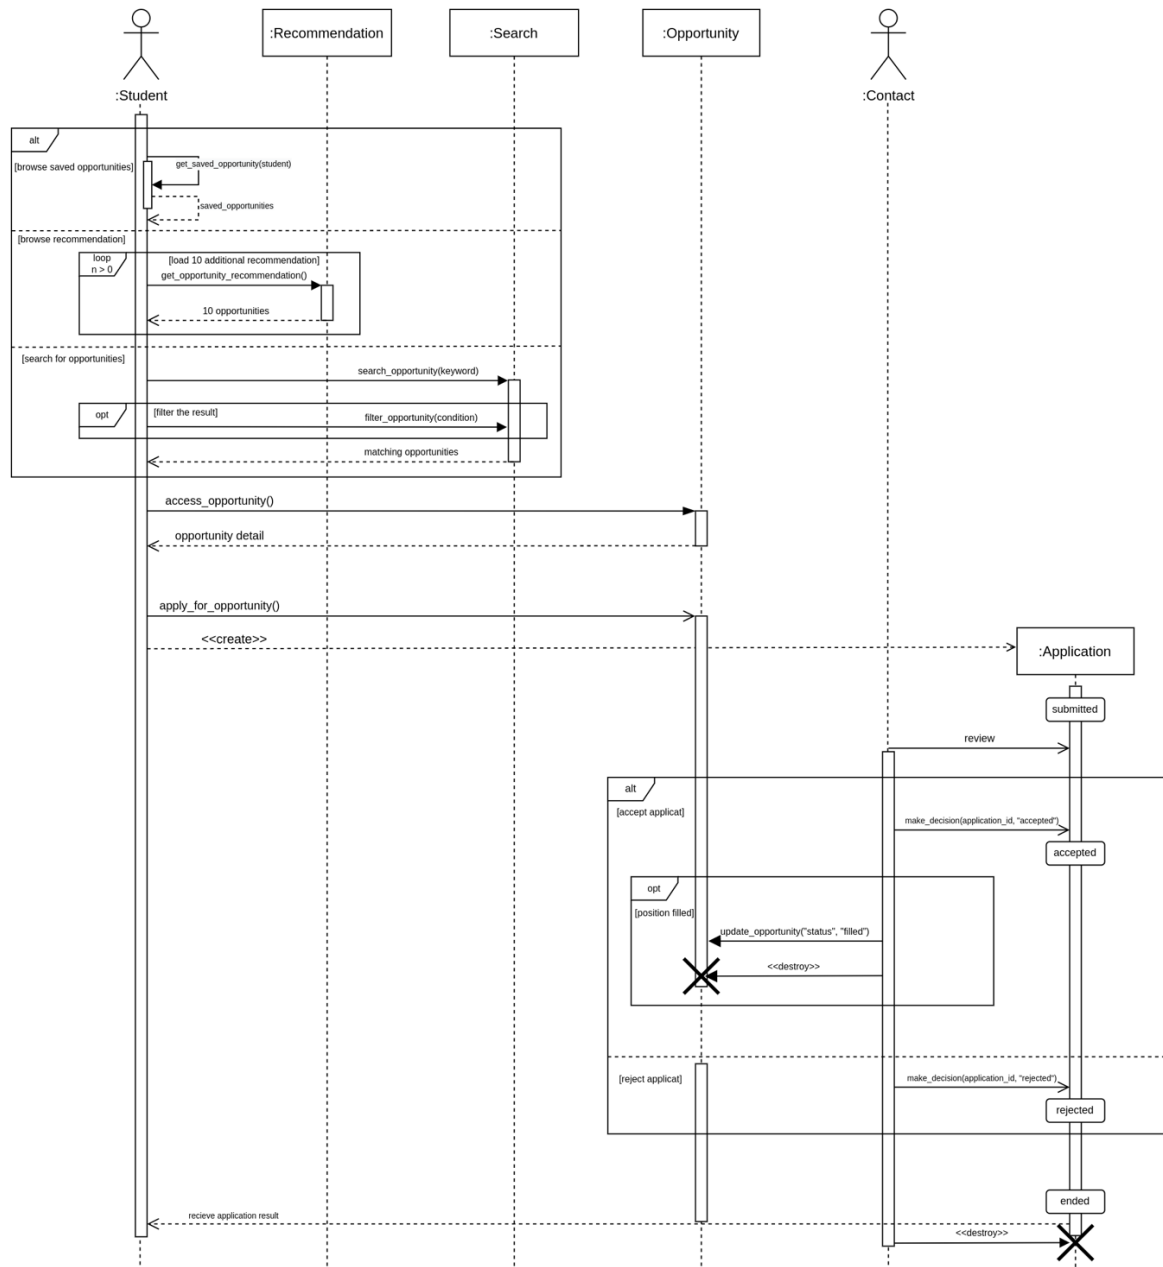 :Recommendation
:Search
:Opportunity
:Student
:Contact
alt
[browse saved opportunities]
get_saved_opportunity(student)
saved_opportunities
[browse recommendation]
loop
n > 0
[load 10 additional recommendation]
get_opportunity_recommendation()
10 opportunities
[search for opportunities]
search_opportunity(keyword)
opt
[filter the result]
filter_opportunity(condition)
matching opportunities
access_opportunity()
opportunity detail
apply_for_opportunity()
<<create>>
:Application
submitted
review
alt
[accept applicat]
make_decision(application_id, "accepted")
accepted
opt
[position filled]
update_opportunity("status", "filled")
<<destroy>>
[reject applicat]
make_decision(application_id, "rejected")
rejected
ended
recieve application result
<<destroy>>